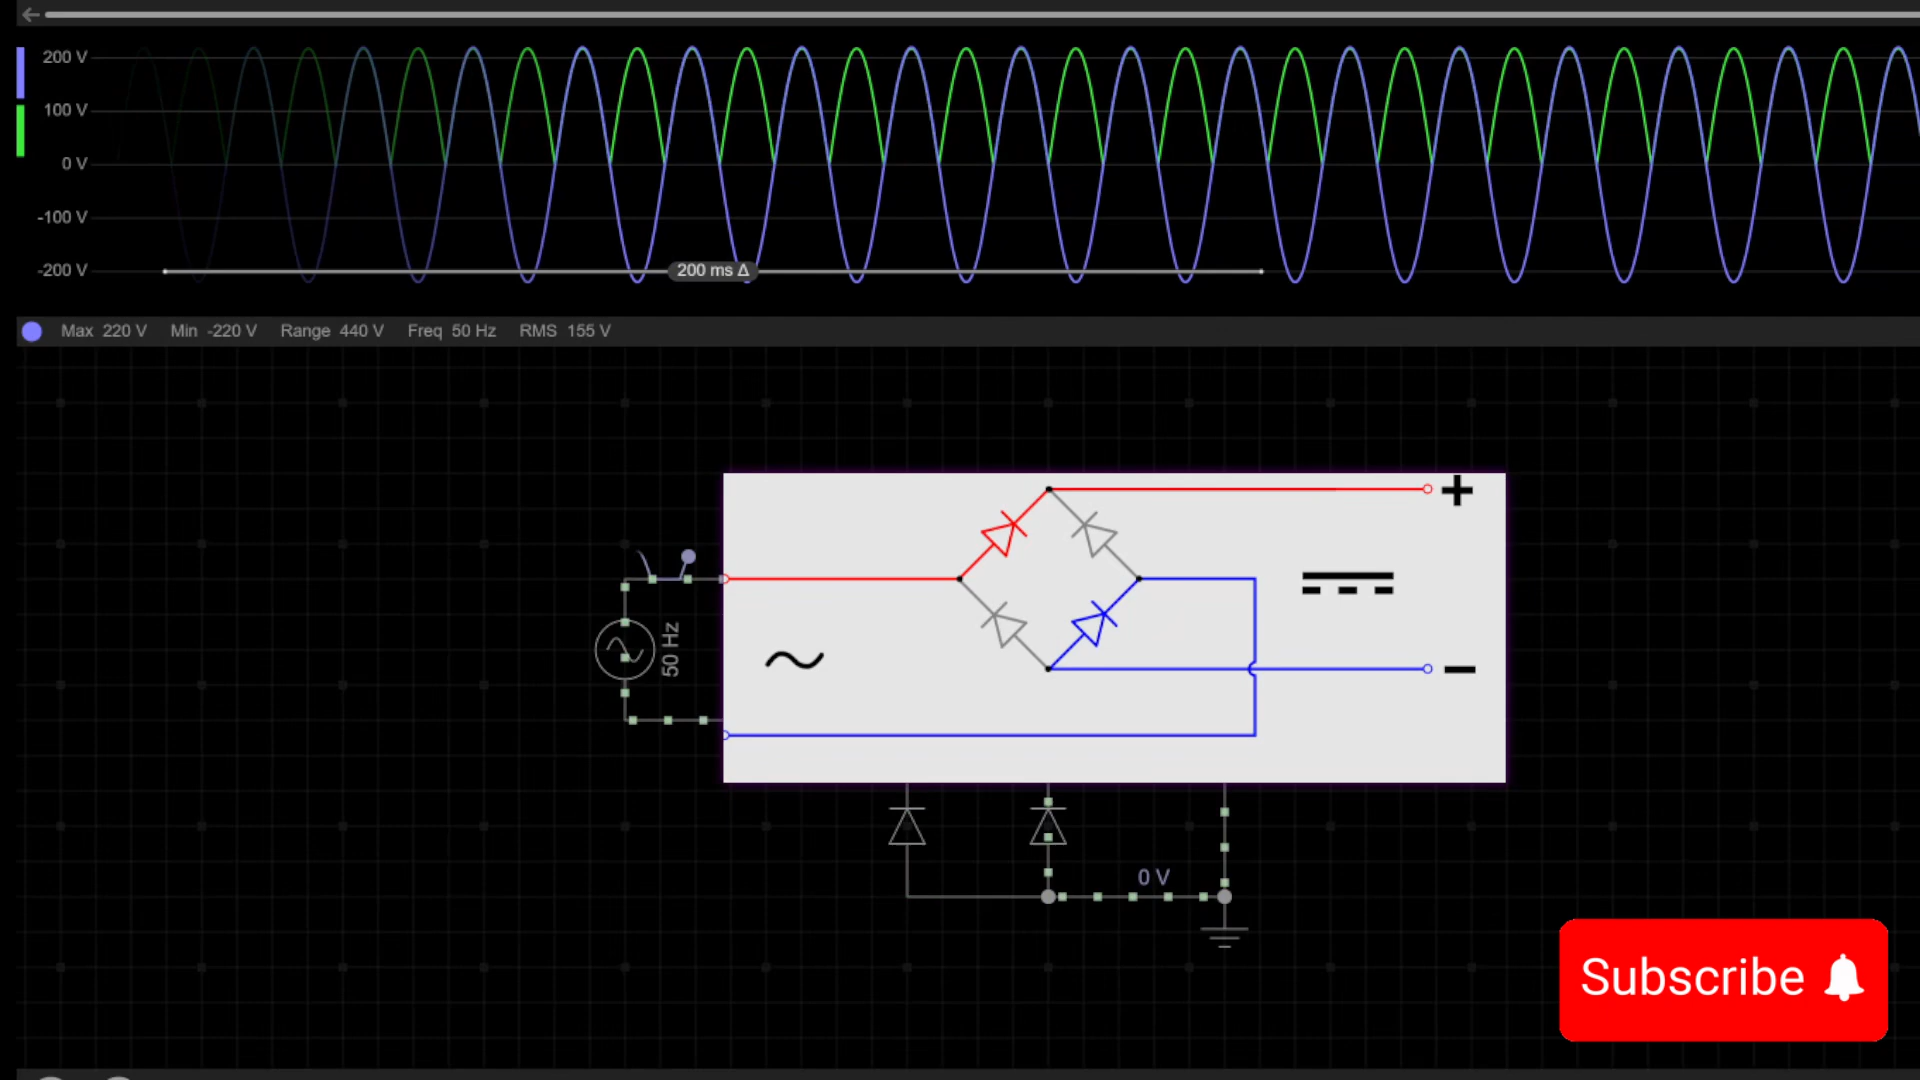 200 V
100 V
0 V
-100 V
-200 V
200 ms Δ
Max 220 V Min -220 V Range 440 V Freq 50 Hz RMS 155 V
+
50 Hz
−
0 V
Subscribe